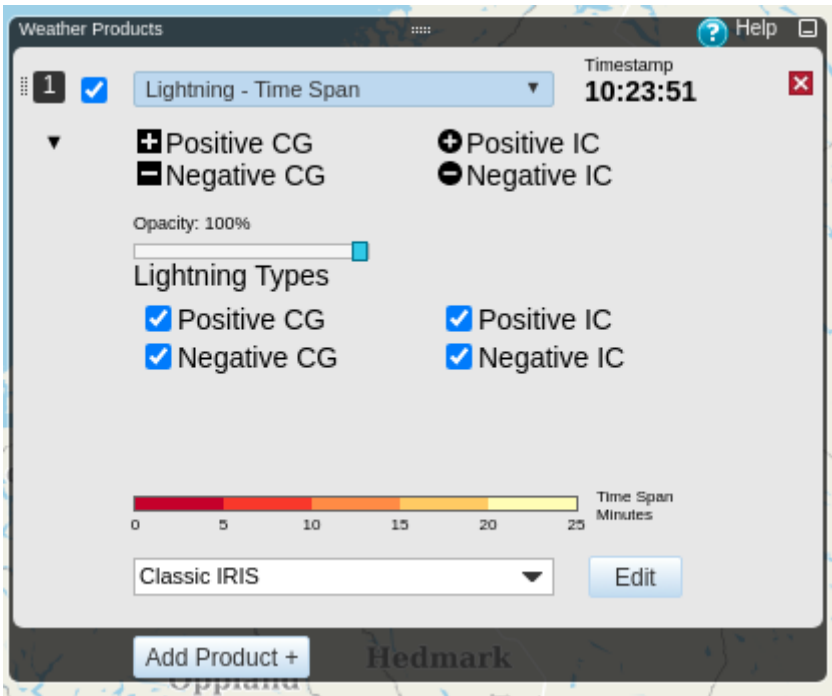 Weather Products
Help
1
Lightning - Time Span
Timestamp
10:23:51
Positive CG
Positive IC
Negative CG
Negative IC
Opacity: 100%
Lightning Types
Positive CG
Positive IC
Negative CG
Negative IC
0 5 10 15 20 25
Time Span
Minutes
Classic IRIS
Edit
Add Product +
Hedmark
Oppland